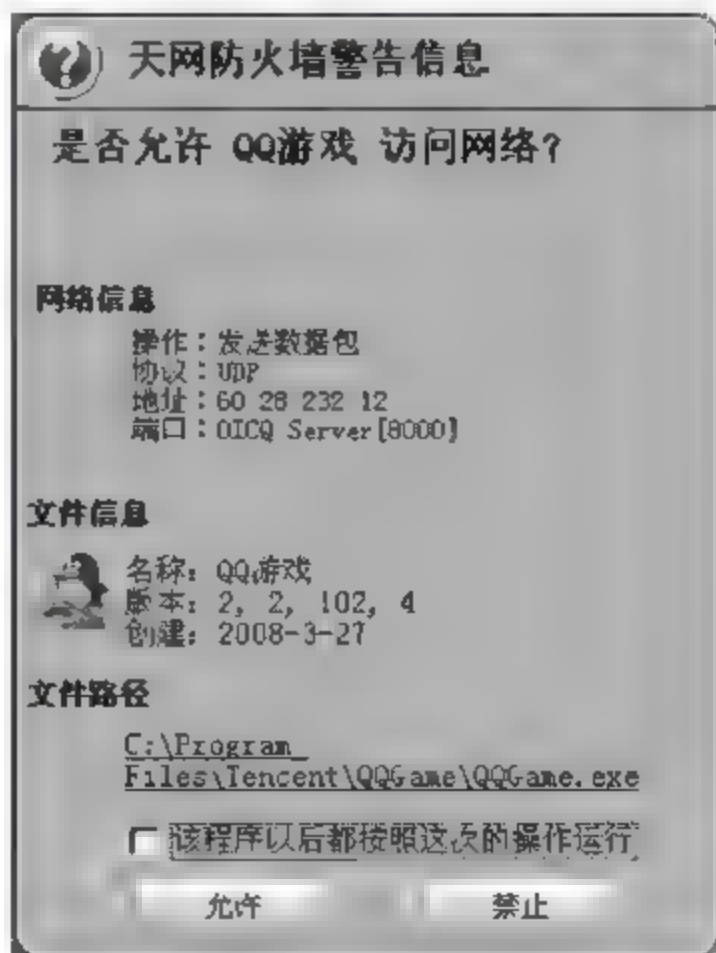 天网防火墙警告信息
是否允许 QQ游戏 访问网络?
网络信息
操作:发送数据包
协议:UDP
地址:60 28 232 12
端口:OICQ Server[8000]
文件信息
名称: QQ游戏
版本: 2, 2, 102, 4
创建: 2008-3-27
文件路径
C:\Program
Files\Tencent\QQGame\QQGame.exe
该程序以后都按照这次的操作运行
允许
禁止